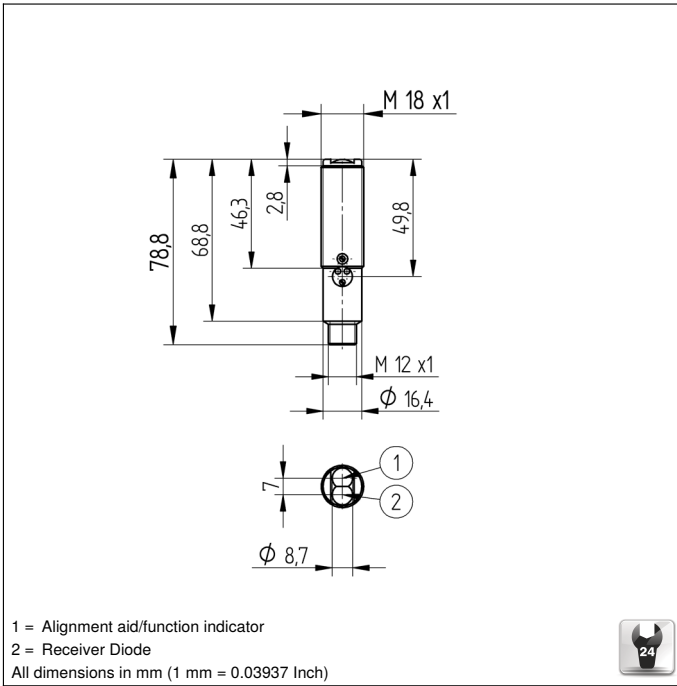 M 18 x1
78,8
68,8
46,3
2,8
49,8
M 12 x1
Φ 16,4
7
1
2
Φ 8,7
1 = Alignment aid/function indicator
2 = Receiver Diode
All dimensions in mm (1 mm = 0.03937 Inch)
24